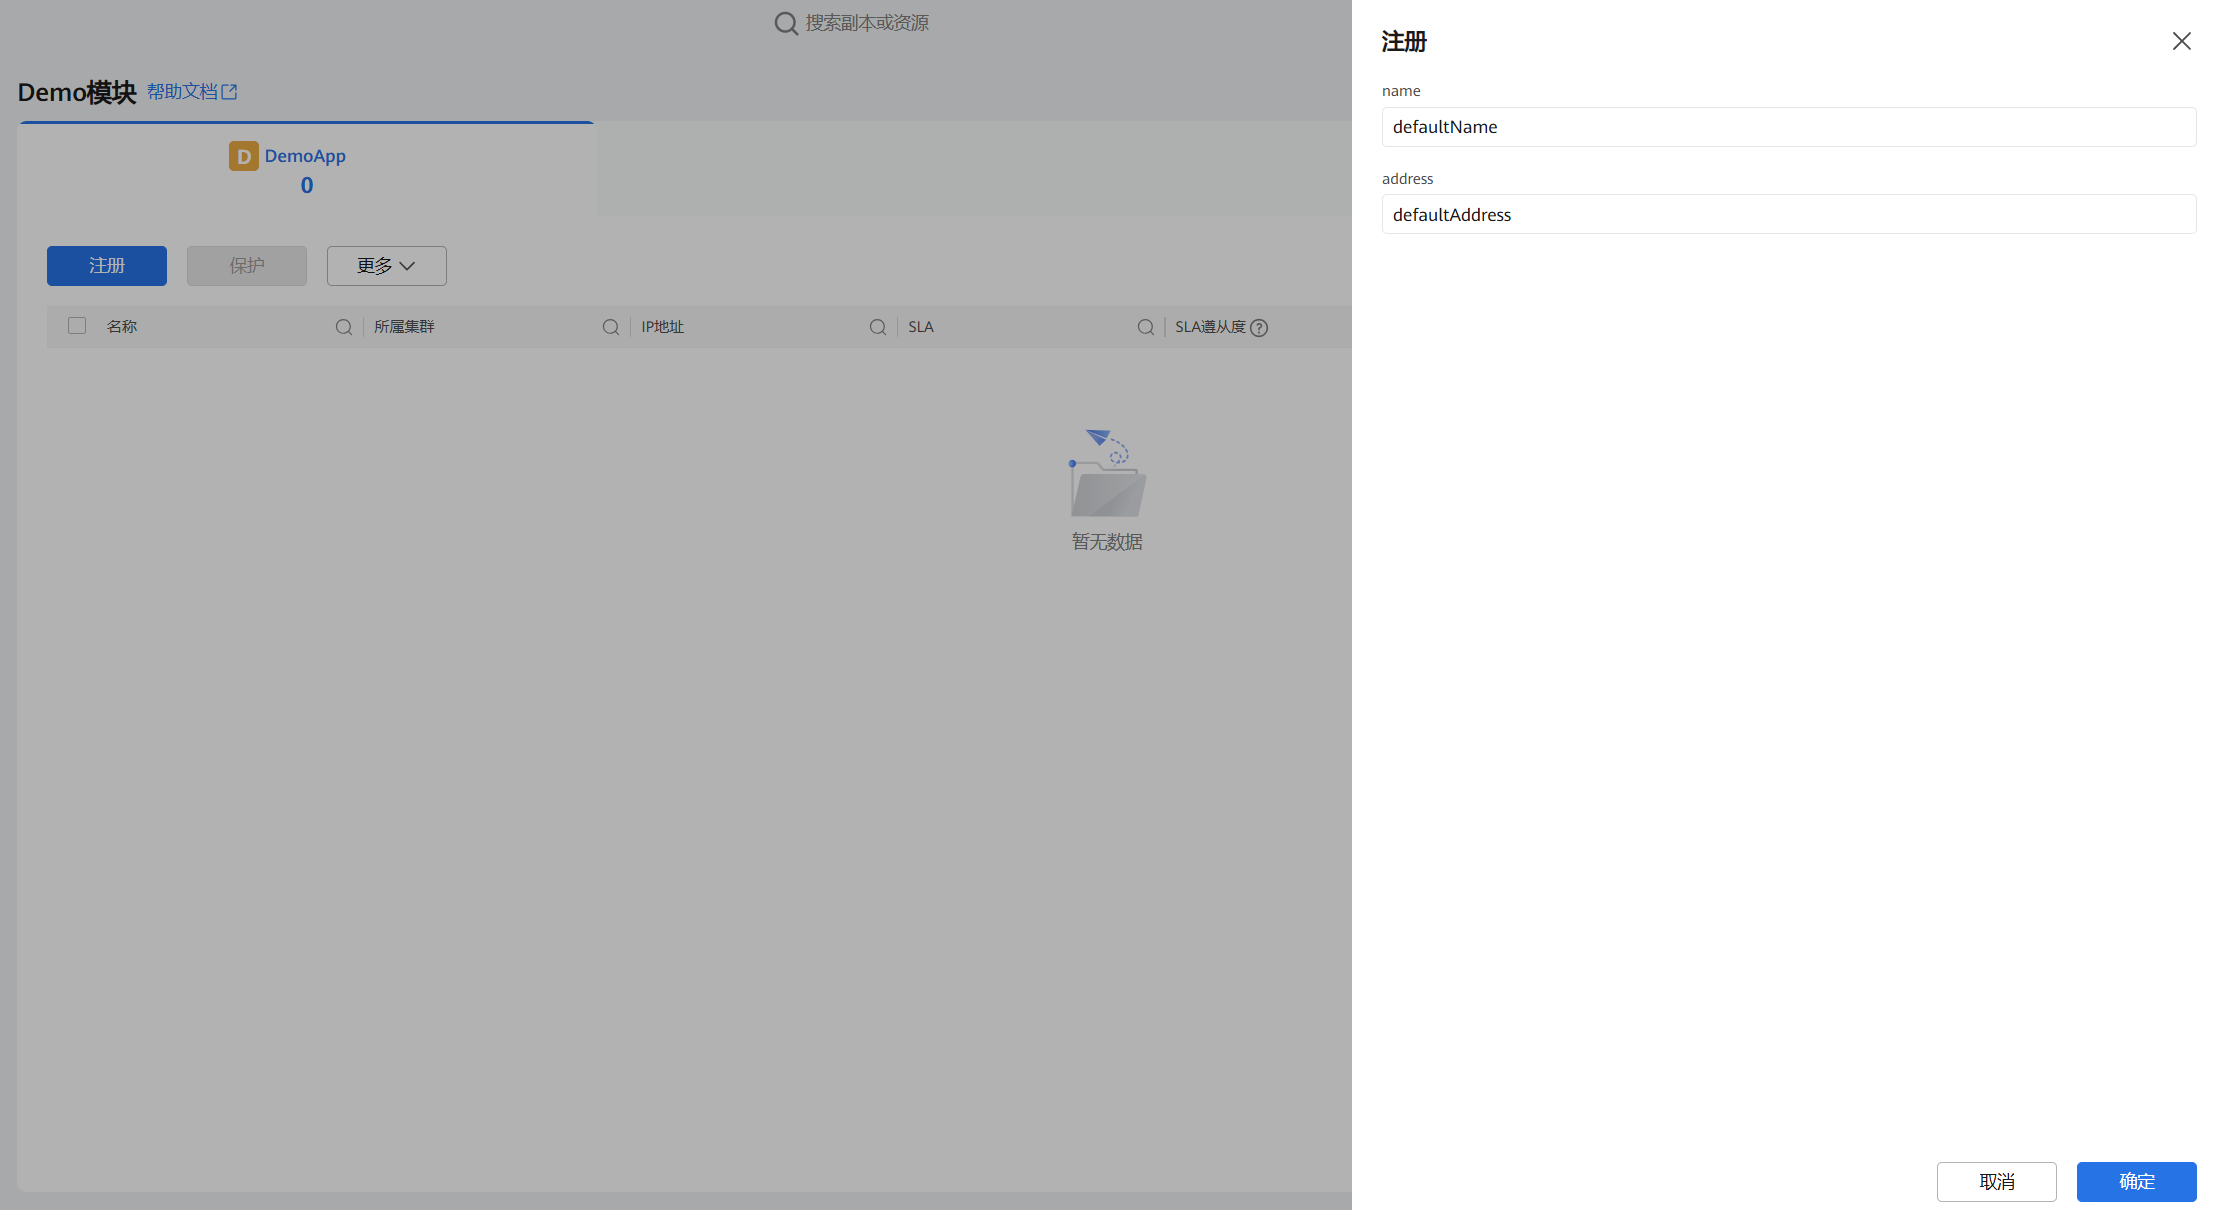 搜索副本或资源
Demo模块 帮助文档
D DemoApp
0
注册 保护 更多
名称 所属集群 IP地址 SLA SLA遵从度
暂无数据
注册
name
defaultName
address
defaultAddress
取消 确定